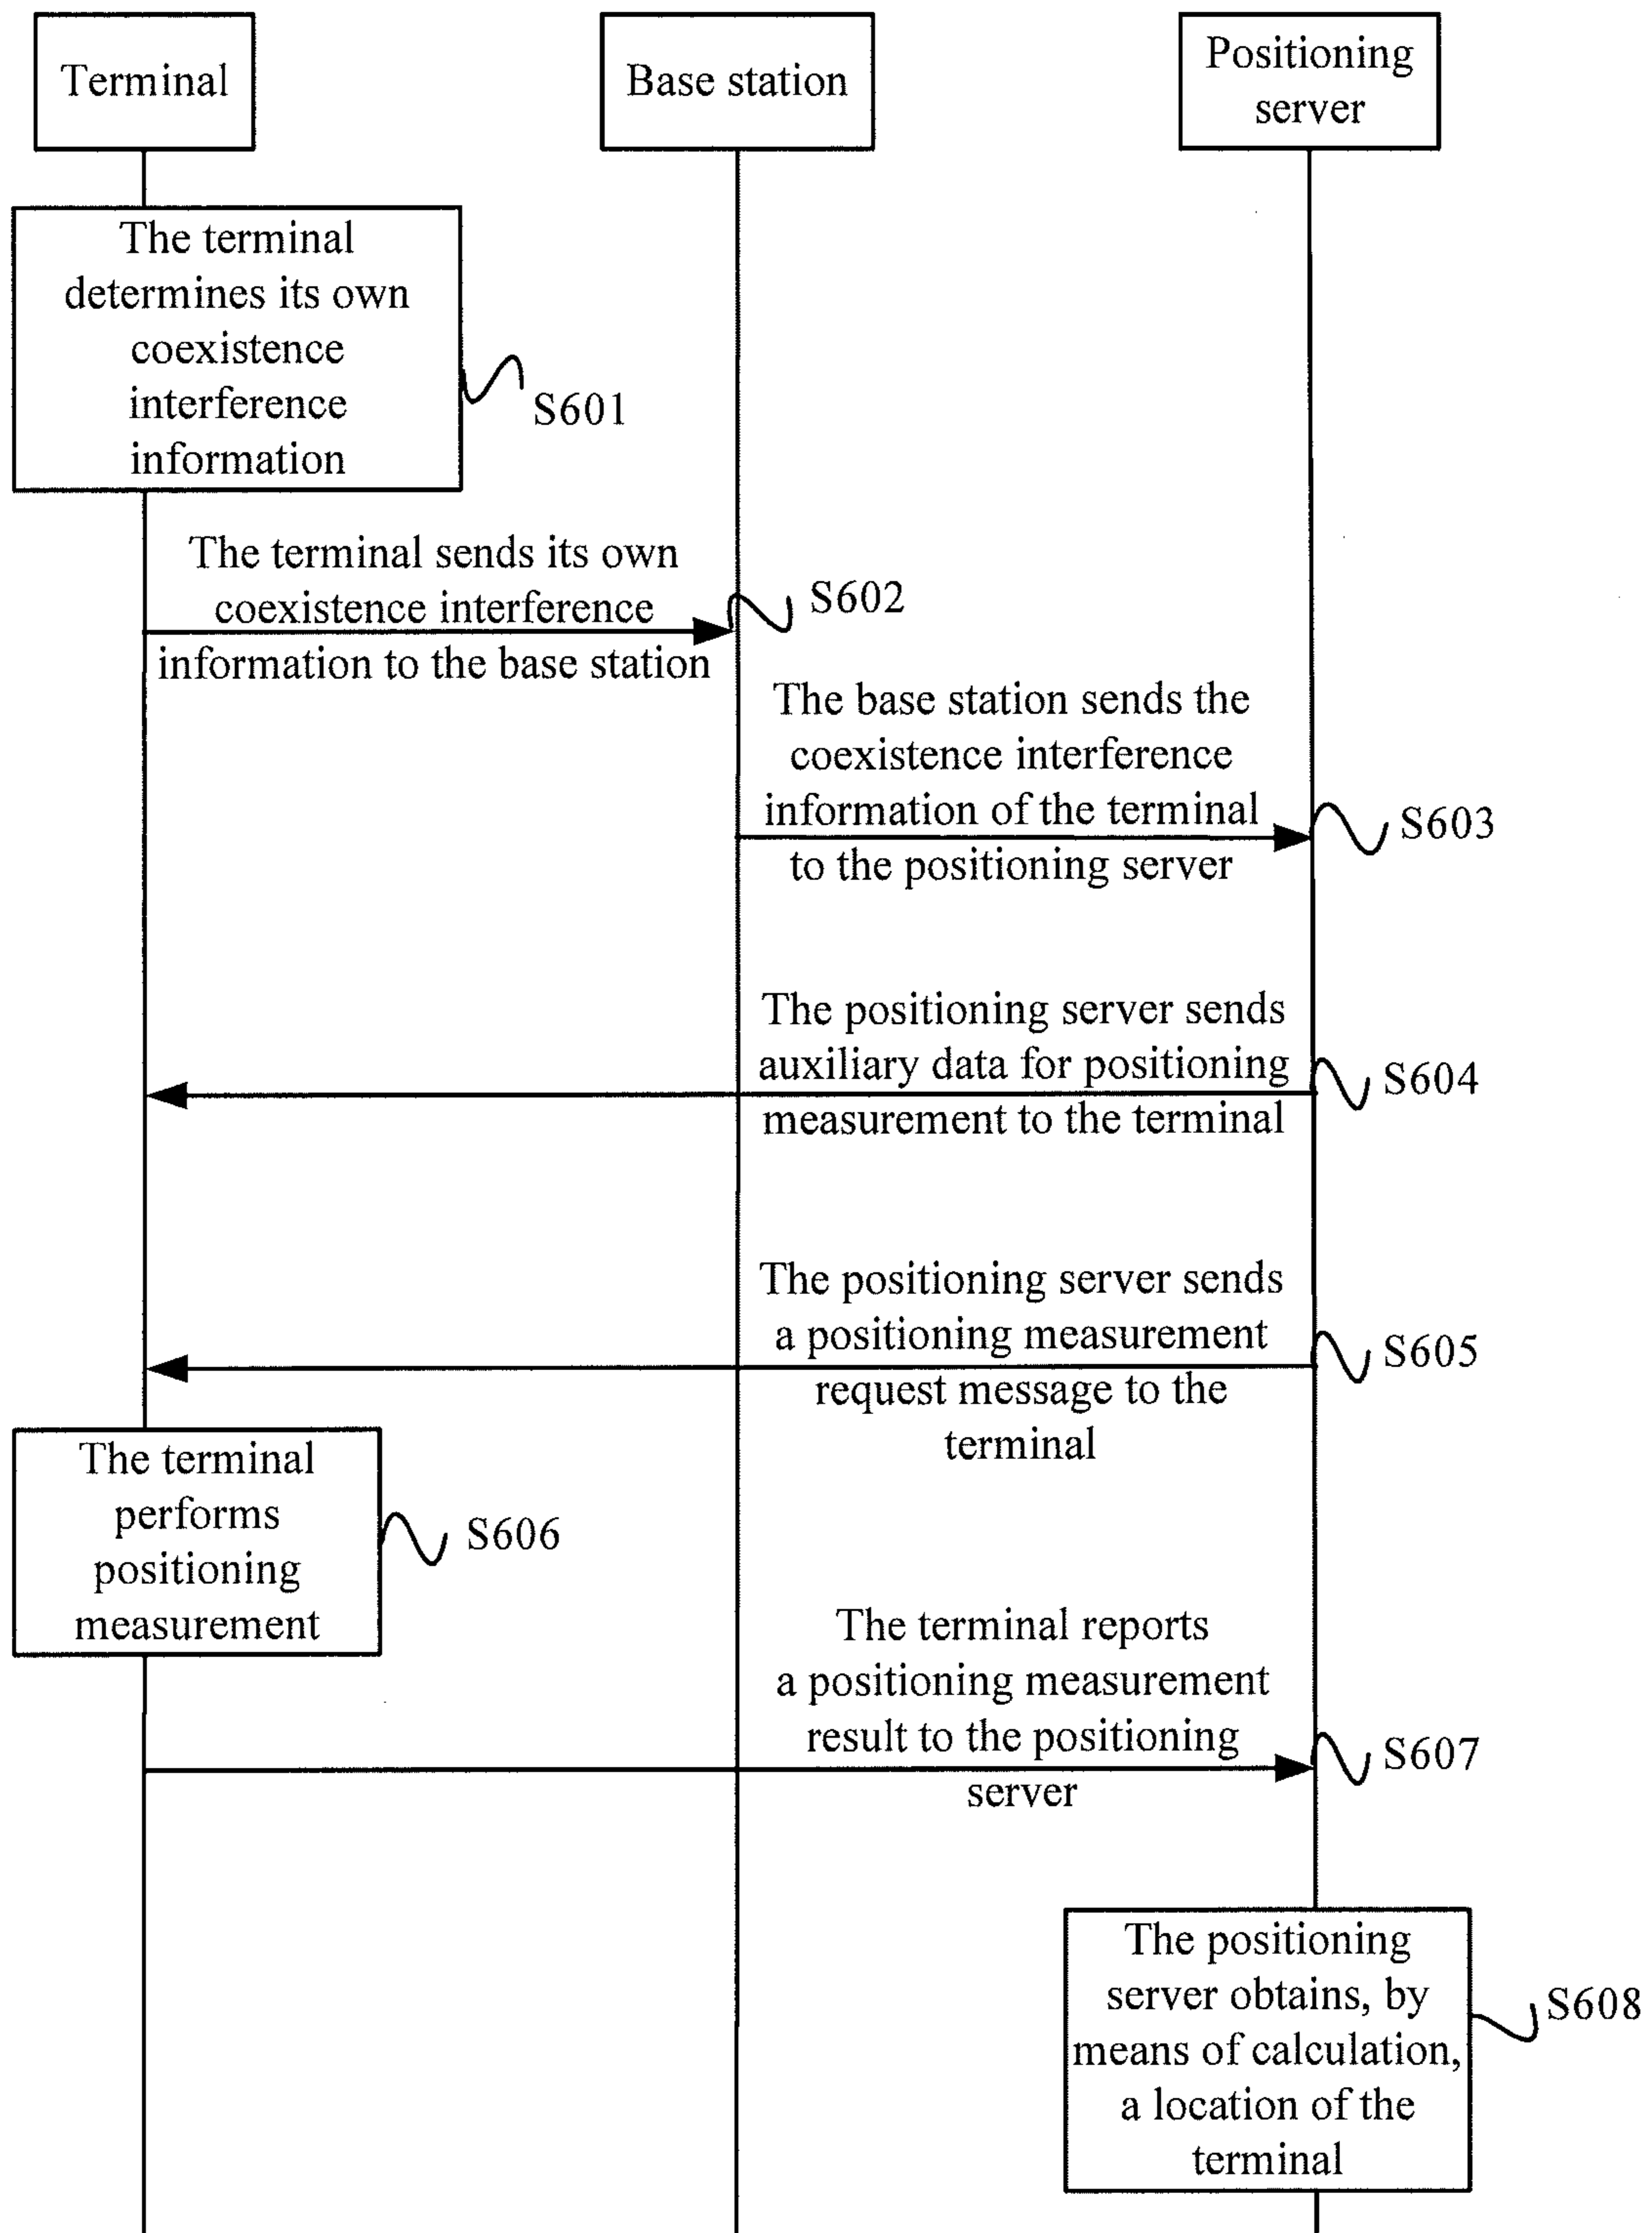 Terminal
Base station
Positioning
server
The terminal
determines its own
coexistence
interference
information
S601
The terminal sends its own
coexistence interference
information to the base station
S602
The base station sends the
coexistence interference
information of the terminal
to the positioning server
S603
The positioning server sends
auxiliary data for positioning
measurement to the terminal
S604
The positioning server sends
a positioning measurement
request message to the
terminal
S605
The terminal
performs
positioning
measurement
S606
The terminal reports
a positioning measurement
result to the positioning
server
S607
The positioning
server obtains, by
means of calculation,
a location of the
terminal
S608